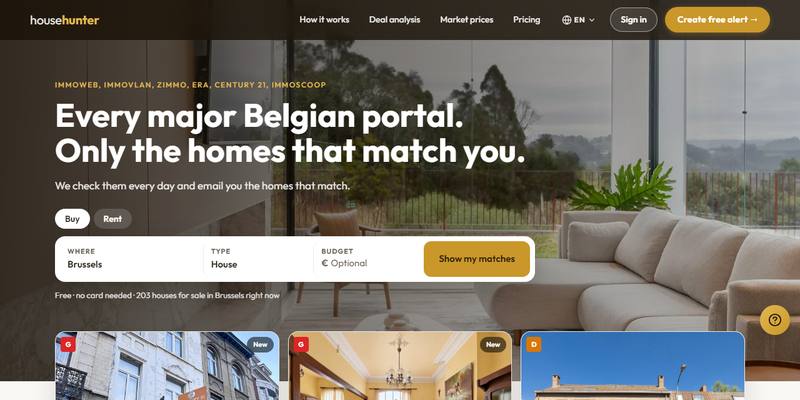 househunter
How it works
Deal analysis
Market prices
Pricing
EN
Sign in
Create free alert →
IMMOWEB, IMMOVLAN, ZIMMO, ERA, CENTURY 21, IMMOSCOOP
Every major Belgian portal.
Only the homes that match you.
We check them every day and email you the homes that match.
Buy
Rent
WHERE
Brussels
TYPE
House
BUDGET
€ Optional
Show my matches
Free · no card needed · 203 houses for sale in Brussels right now
G
New
G
New
D